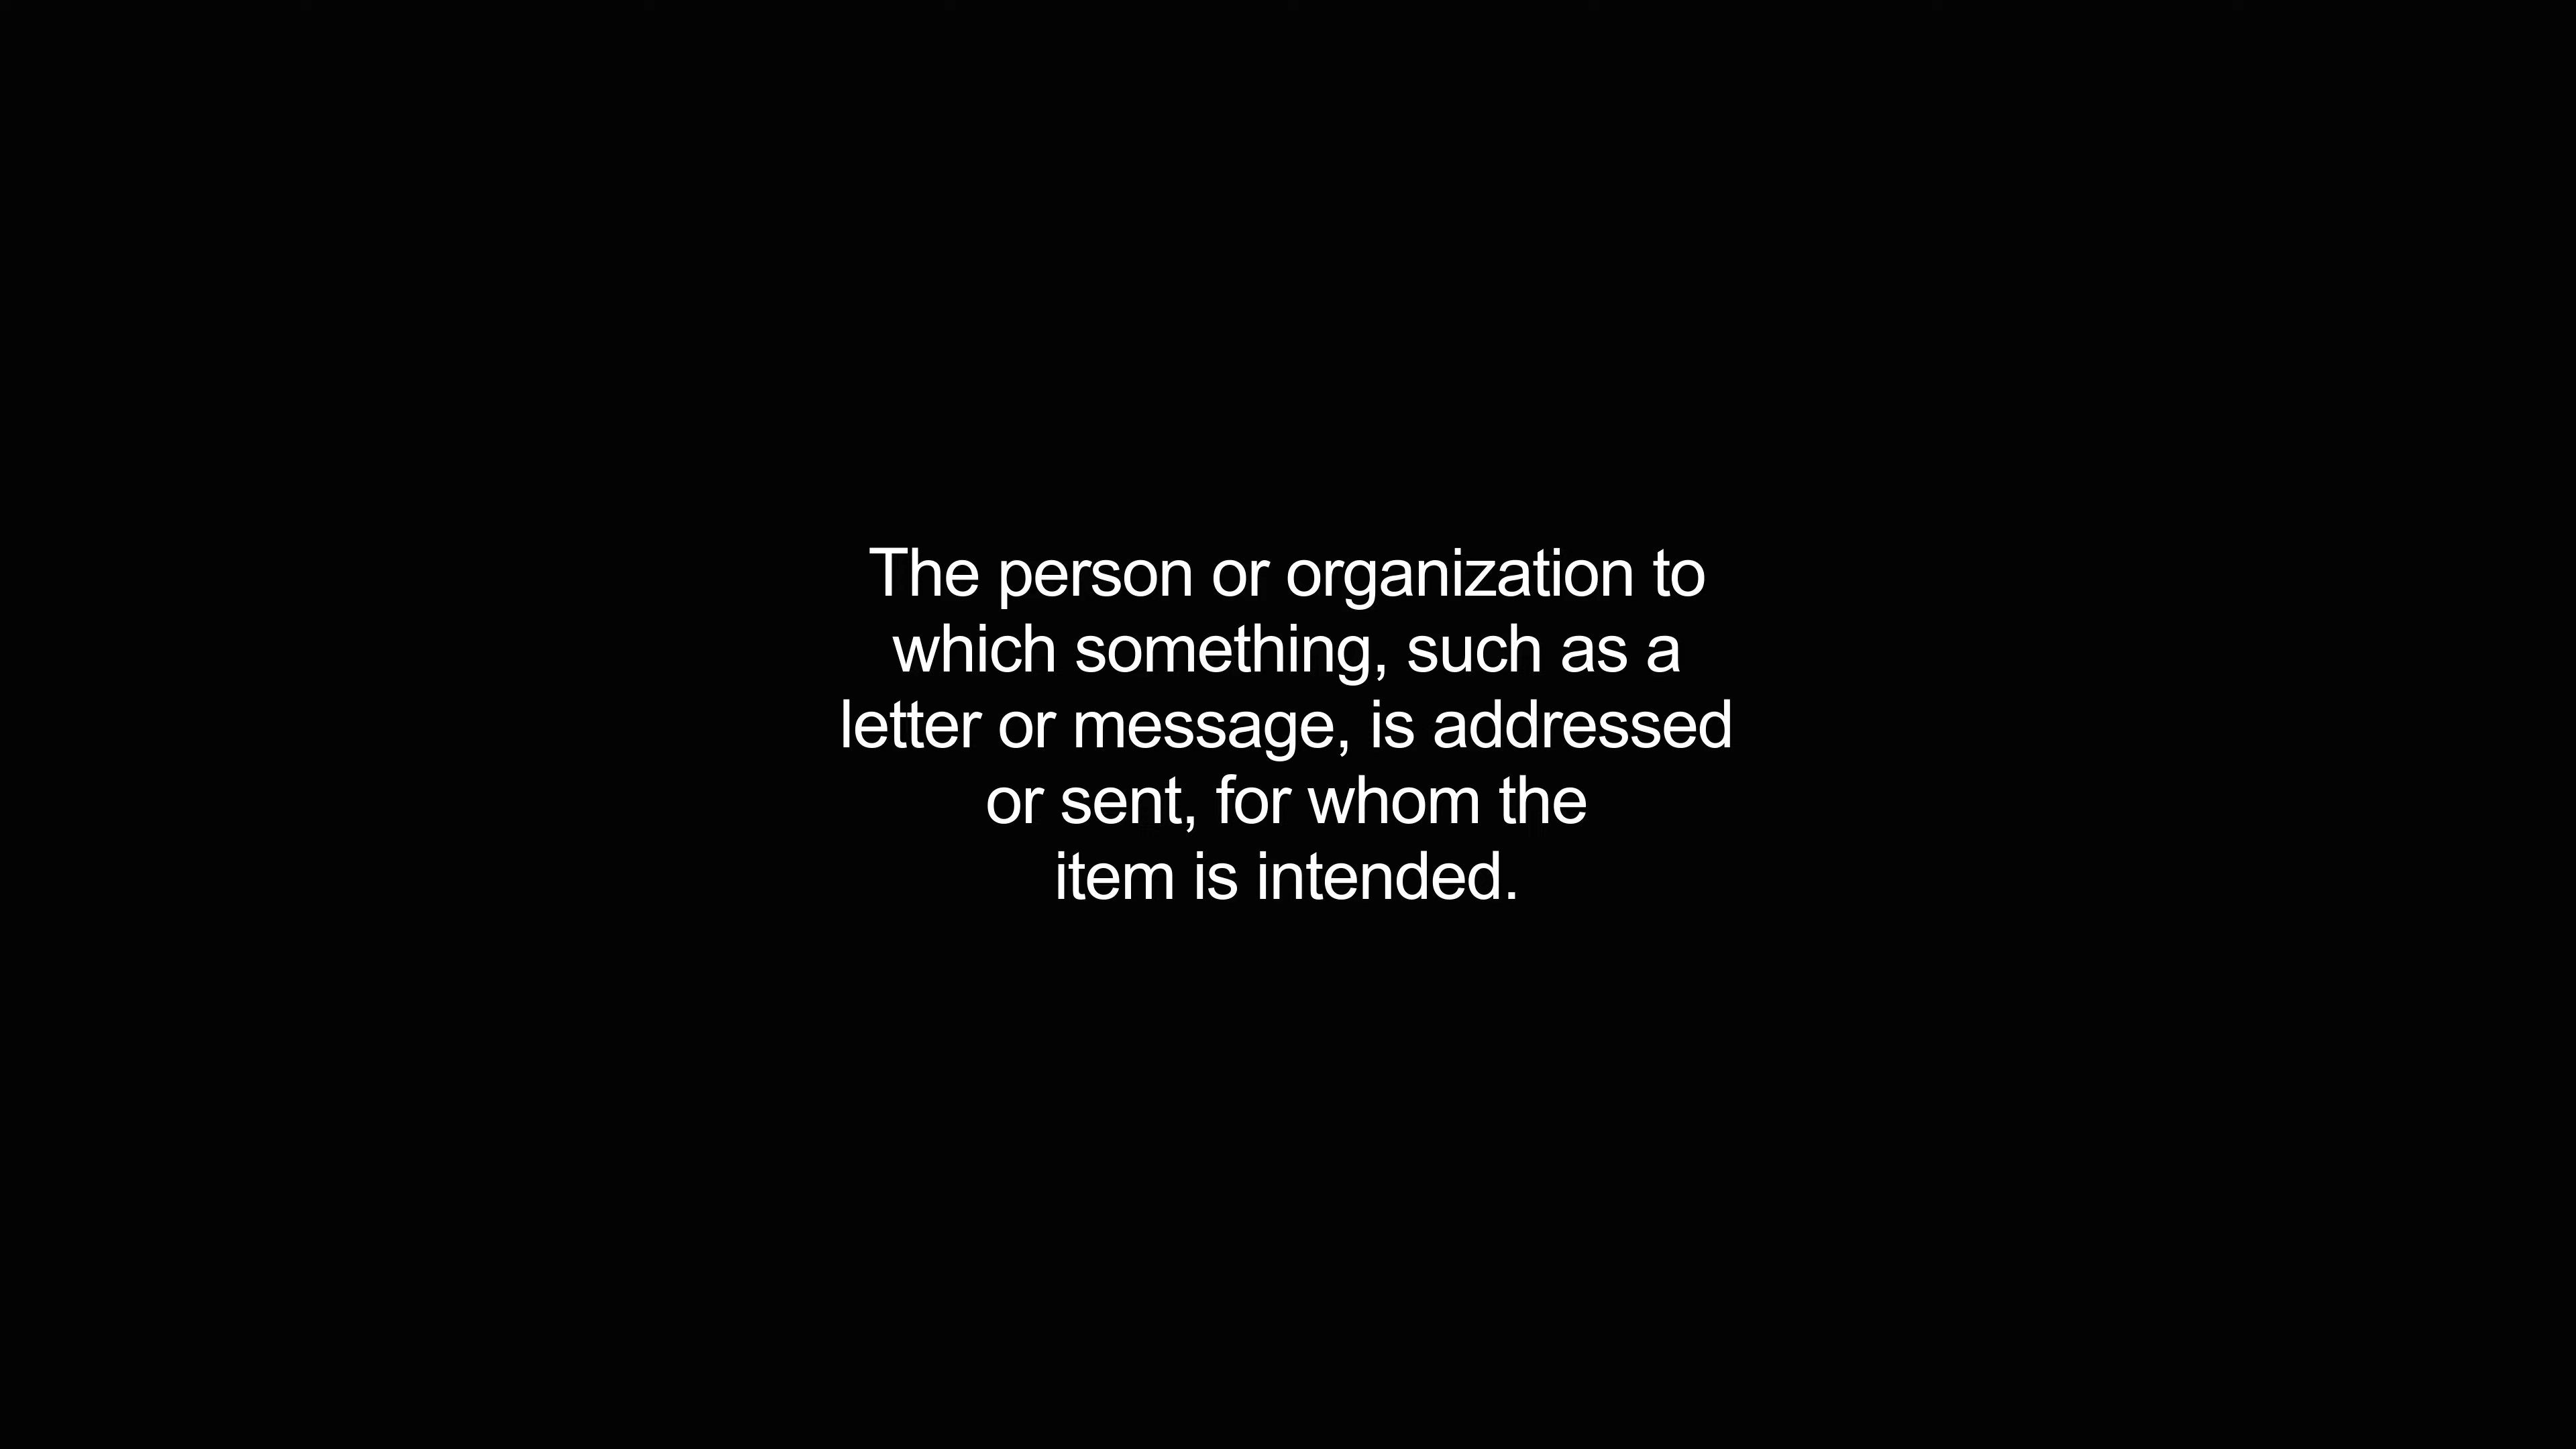 The person or organization to
which something, such as a
letter or message, is addressed
or sent, for whom the
item is intended.